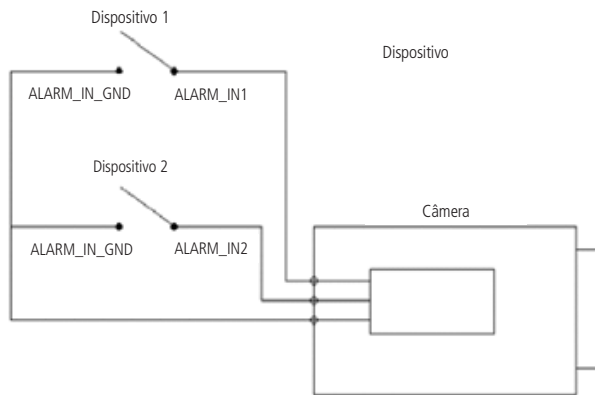 Dispositivo 1
Dispositivo
ALARM_IN_GND
ALARM_IN1
Dispositivo 2
ALARM_IN_GND
ALARM_IN2
Câmera